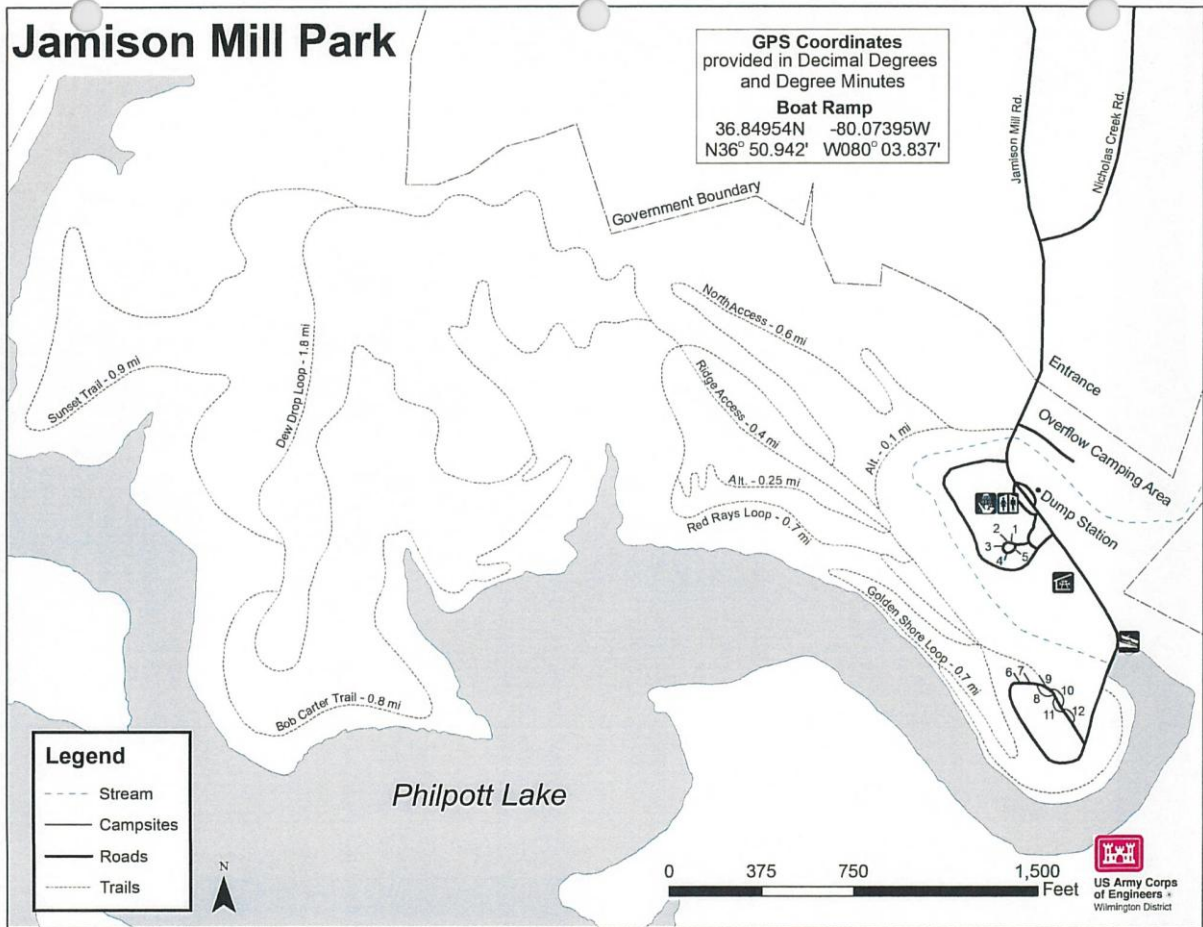 Jamison Mill Park
GPS Coordinates
provided in Decimal Degrees
and Degree Minutes
Boat Ramp
36.84954N -80.07395W
N36° 50.942' W080° 03.837'
Jamison Mill Rd.
Nicholas Creek Rd.
Government Boundary
North Access - 0.6 mi
Entrance
Overflow Camping Area
Sunset Trail - 0.9 mi
Dew Drop Loop - 1.8 mi
Ridge Access - 0.4 mi
Alt. - 0.1 mi
Alt. - 0.25 mi
Dump Station
Red Rays Loop - 0.7 mi
2
1
3
4
5
Golden Shore Loop - 0.7 mi
6
7
9
10
8
11
12
Bob Carter Trail - 0.8 mi
Philpott Lake
Legend
Stream
Campsites
Roads
Trails
N
0 375 750 1,500
Feet
US Army Corps
of Engineers
Wilmington District